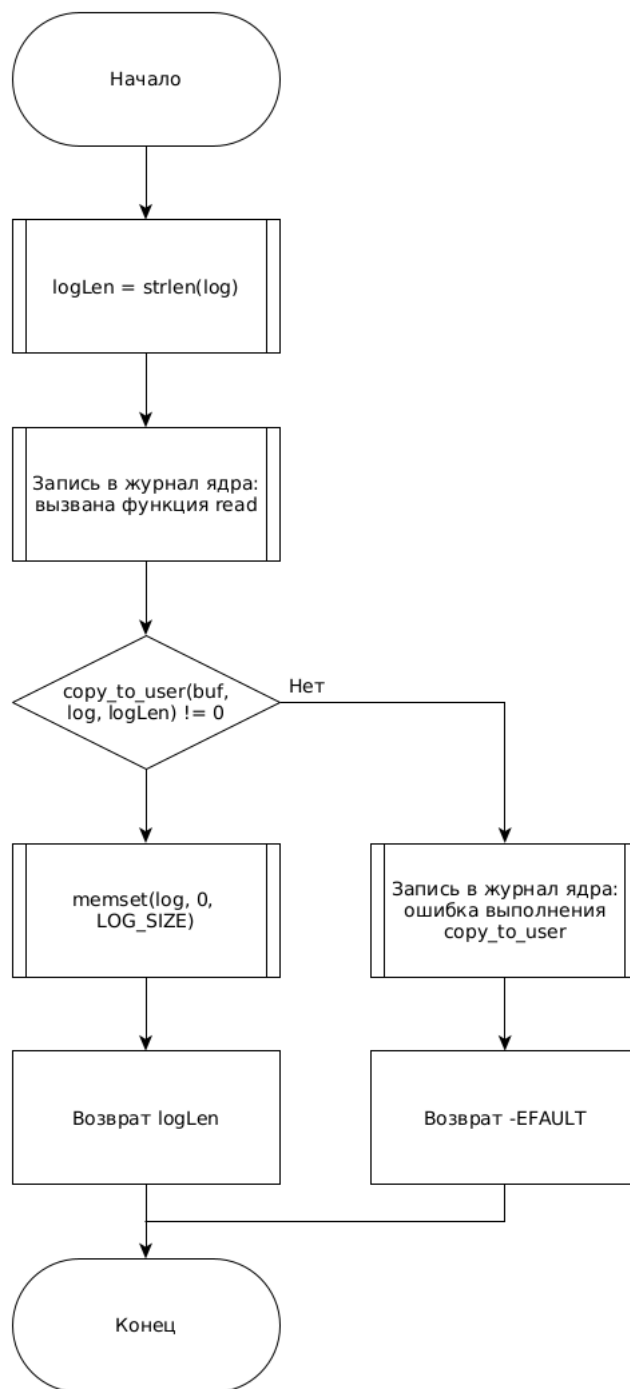 Начало
logLen = strlen(log)
Запись в журнал ядра:
вызвана функция read
copy_to_user(buf,
log, logLen) != 0
Нет
memset(log, 0,
LOG_SIZE)
Запись в журнал ядра:
ошибка выполнения
copy_to_user
Возврат logLen
Возврат -EFAULT
Конец